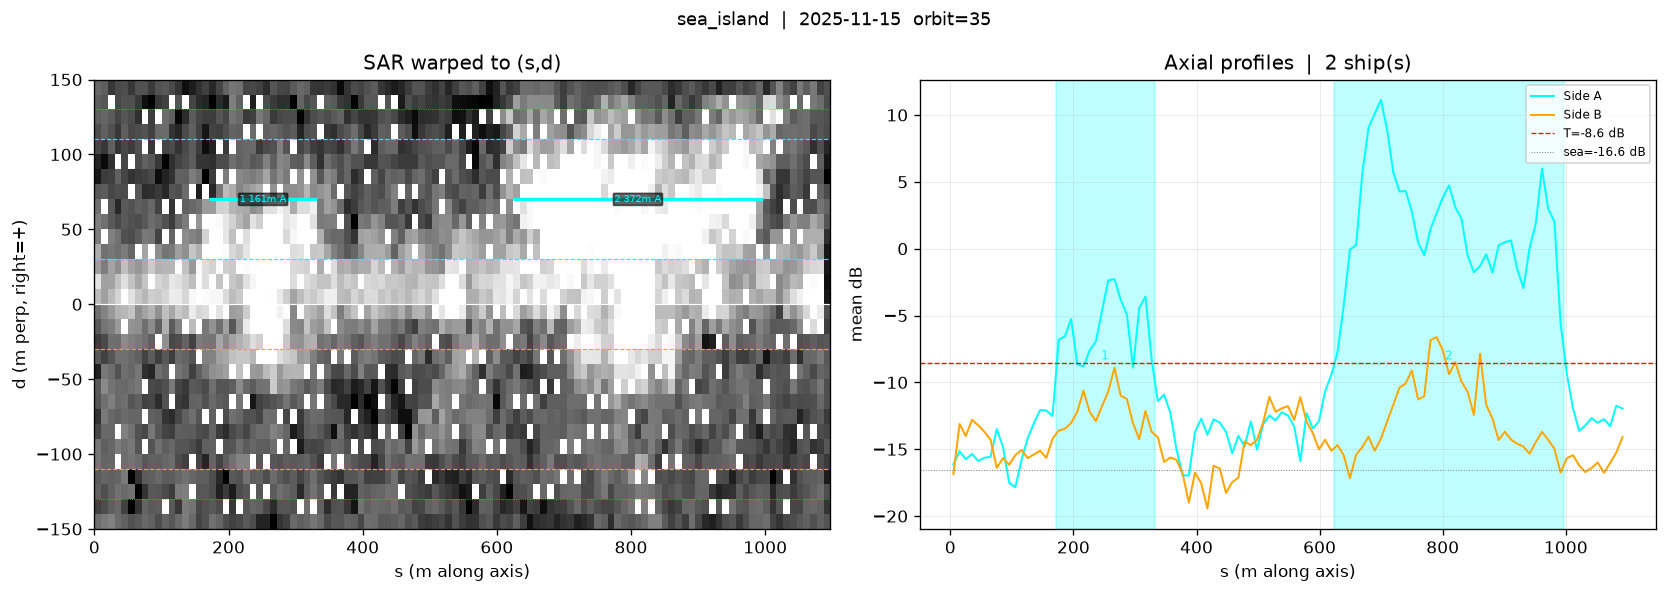 sea_island  |  2025-11-15  orbit=35
SAR warped to (s,d)
150
100
50
0
−50
−100
−150
d (m perp, right=+)
1 161m A
2 372m A
0
200
400
600
800
1000
s (m along axis)
Axial profiles  |  2 ship(s)
10
5
0
−5
−10
−15
−20
mean dB
Side A
Side B
T=-8.6 dB
sea=-16.6 dB
1
2
0
200
400
600
800
1000
s (m along axis)